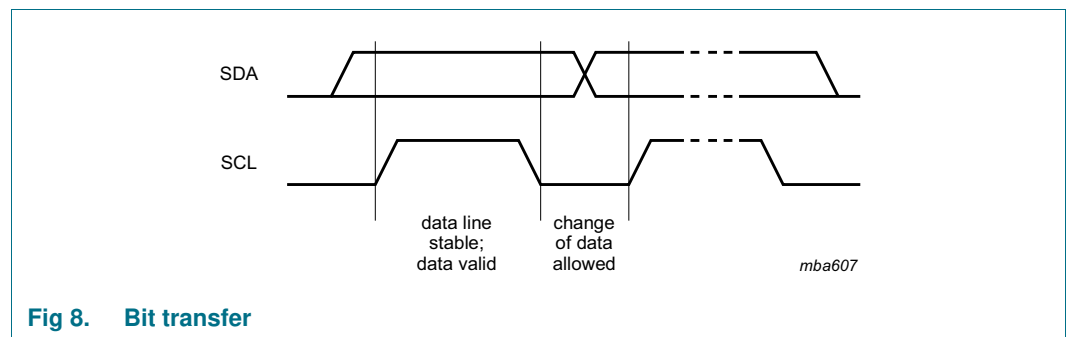 SDA
SCL
data line
stable;
data valid
change
of data
allowed
mba607
Fig 8. Bit transfer